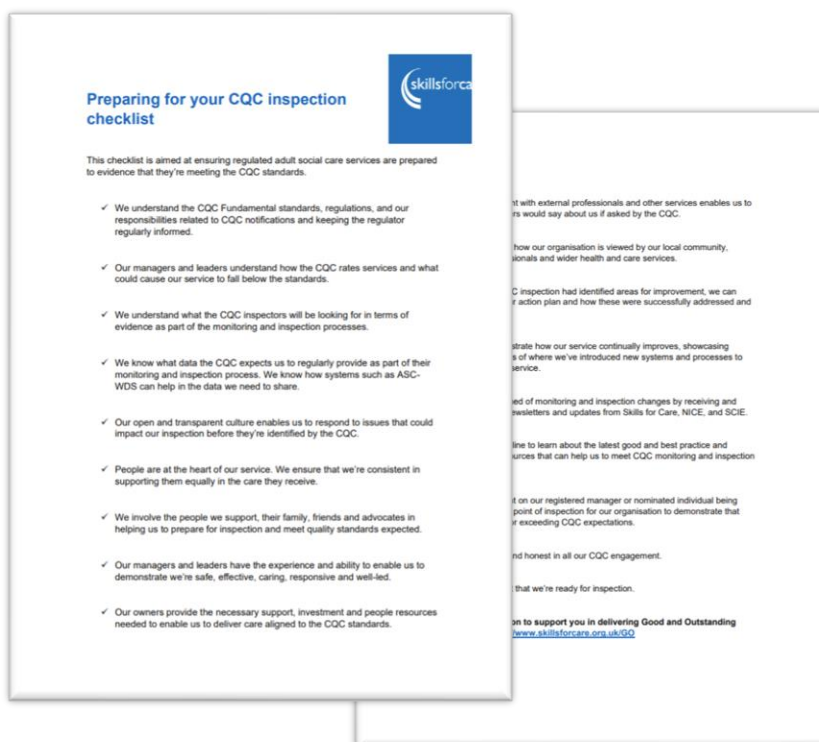 skillsforca
Preparing for your CQC inspection
checklist
This checklist is aimed at ensuring regulated adult social care services are prepared
to evidence that they're meeting the CQC standards.
✓ We understand the CQC Fundamental standards, regulations, and our
responsibilities related to CQC notifications and keeping the regulator
regularly informed.
✓ Our managers and leaders understand how the CQC rates services and what
could cause our service to fall below the standards.
✓ We understand what the CQC inspectors will be looking for in terms of
evidence as part of the monitoring and inspection processes.
✓ We know what data the CQC expects us to regularly provide as part of their
monitoring and inspection process. We know how systems such as ASC-
WDS can help in the data we need to share.
✓ Our open and transparent culture enables us to respond to issues that could
impact our inspection before they're identified by the CQC.
✓ People are at the heart of our service. We ensure that we're consistent in
supporting them equally in the care they receive.
✓ We involve the people we support, their family, friends and advocates in
helping us to prepare for inspection and meet quality standards expected.
✓ Our managers and leaders have the experience and ability to enable us to
demonstrate we're safe, effective, caring, responsive and well-led.
✓ Our owners provide the necessary support, investment and people resources
needed to enable us to deliver care aligned to the CQC standards.
with external professionals and other services enables us to
would say about us if asked by the CQC.
how our organisation is viewed by our local community,
and wider health and care services.
inspection had identified areas for improvement, we can
action plan and how these were successfully addressed and
how our service continually improves, showcasing
of where we've introduced new systems and processes to
of monitoring and inspection changes by receiving and
and updates from Skills for Care, NICE, and SCIE.
to learn about the latest good and best practice and
that can help us to meet CQC monitoring and inspection
on our registered manager or nominated individual being
point of inspection for our organisation to demonstrate that
exceeding CQC expectations.
honest in all our CQC engagement.
that we're ready for inspection.
to support you in delivering Good and Outstanding
/www.skillsforcare.org.uk/GO